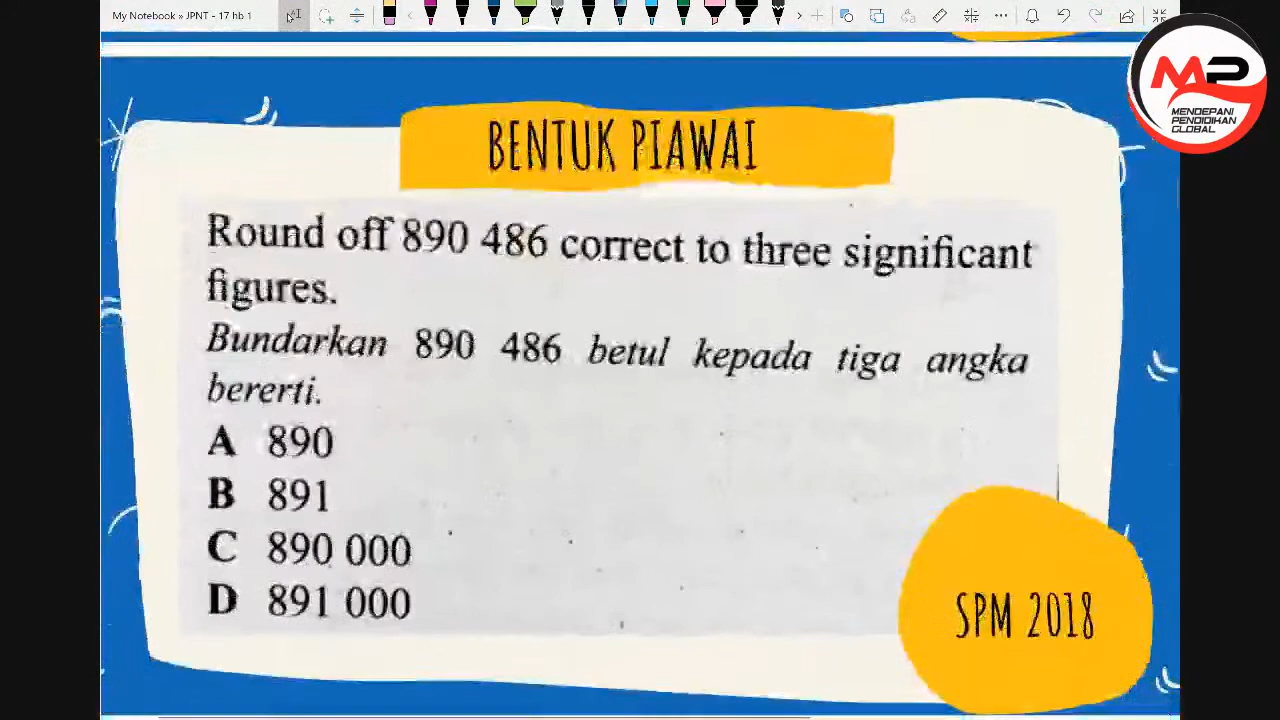 My Notebook » JPNT - 17 hb 1
MP
MENDEPANI
PENDIDIKAN
GLOBAL
BENTUK PIAWAI
Round off 890 486 correct to three significant
figures.
Bundarkan 890 486 betul kepada tiga angka
bererti.
A 890
B 891
C 890 000
D 891 000
SPM 2018